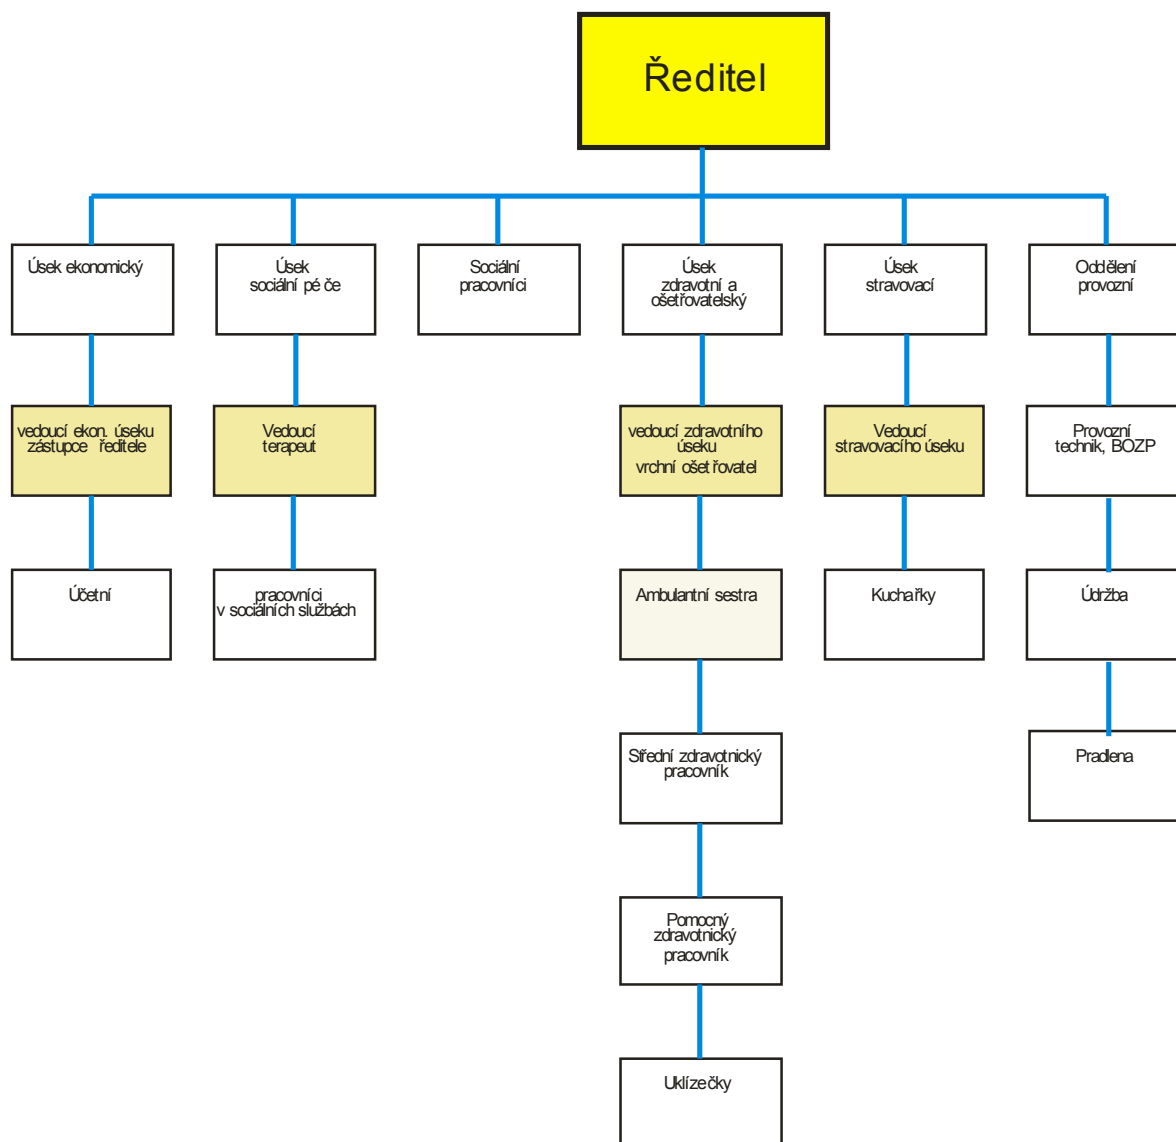 Ředitel
Úsek ekonomický
Úsek
sociální pé če
Sociální
pracovníci
Úsek
zdravotní a
ošetřovatelský
Úsek
stravovací
Oddělení
provozní
vedoucí ekon. úseku
zástupce ředitele
Vedoucí
terapeut
vedoucí zdravotního
úseku
vrchní ošetřovatel
Vedoucí
stravovacího úseku
Provozní
technik, BOZP
Účetní
pracovníci
v sociálních službách
Ambulantní sestra
Kuchařky
Údržba
Střední zdravotnický
pracovník
Pradlena
Pomocný
zdravotnický
pracovník
Uklízečky